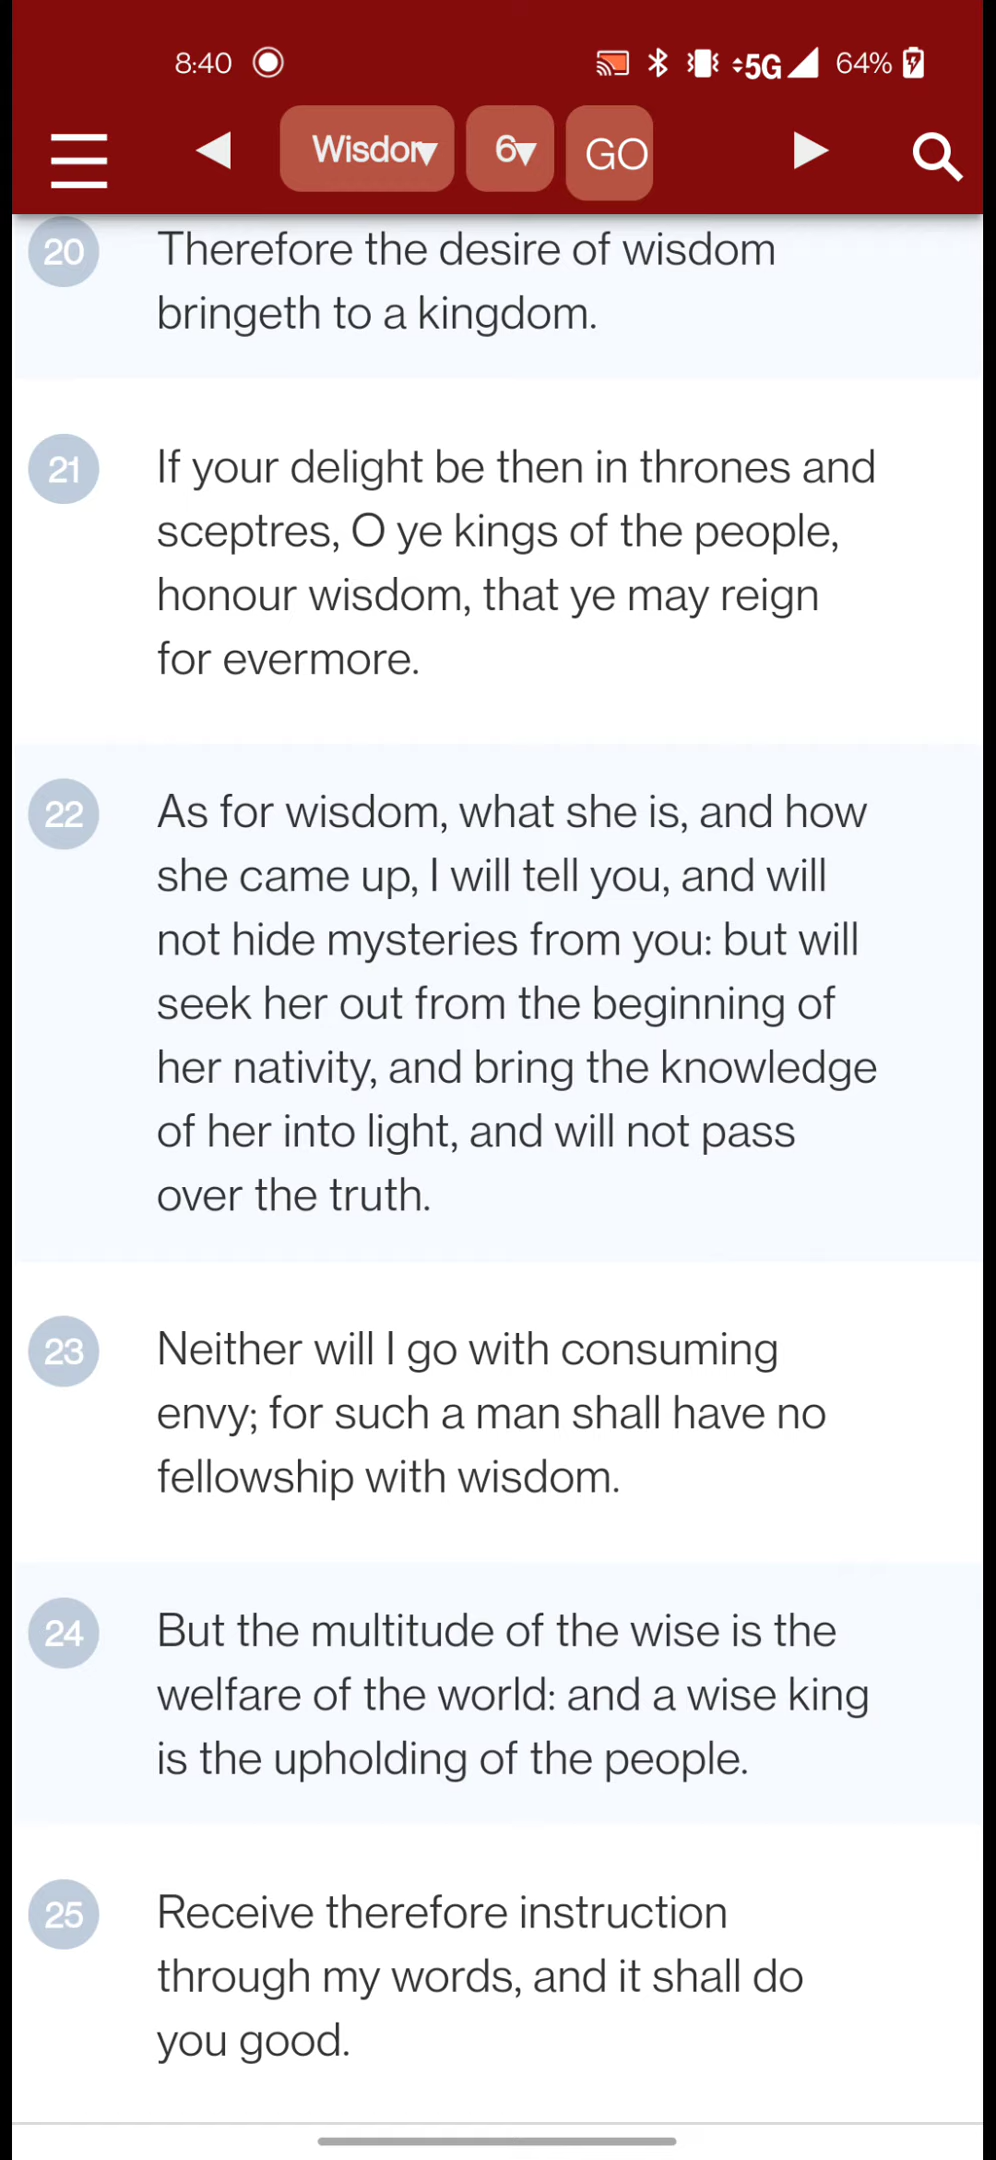 8:40 5G 64%
Wisdom 6 GO
20 Therefore the desire of wisdom
bringeth to a kingdom.
21 If your delight be then in thrones and
sceptres, O ye kings of the people,
honour wisdom, that ye may reign
for evermore.
22 As for wisdom, what she is, and how
she came up, I will tell you, and will
not hide mysteries from you: but will
seek her out from the beginning of
her nativity, and bring the knowledge
of her into light, and will not pass
over the truth.
23 Neither will I go with consuming
envy; for such a man shall have no
fellowship with wisdom.
24 But the multitude of the wise is the
welfare of the world: and a wise king
is the upholding of the people.
25 Receive therefore instruction
through my words, and it shall do
you good.